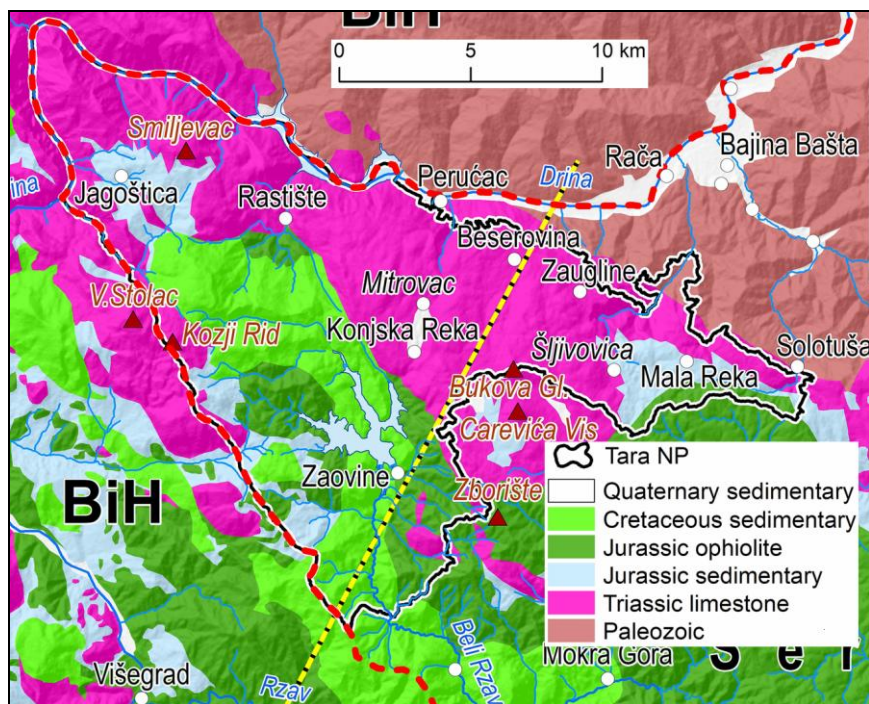 BiH
0 5 10 km
Smiljevac
Rača
Bajina Bašta
Jagoštica
Perućac
Drina
Rastište
ina
Beserovina
Mitrovac
Zaugline
V.Stolac
Kozji Rid
Konjska Reka
Šljivovica
Solotuša
Mala Reka
Bukova Gl.
Carevića Vis
Zaovine
BiH
Zborište
Tara NP
Quaternary sedimentary
Cretaceous sedimentary
Jurassic ophiolite
Jurassic sedimentary
Triassic limestone
Paleozoic
Višegrad
Rzav
Beli Rzav
Mokra Gora
S e r